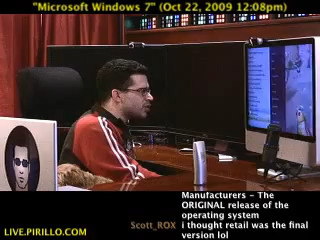 "Microsoft Windows 7" (Oct 22, 2009 12:08pm)
Manufacturers - The
ORIGINAL release of the
operating system
Scott_ROX i thought retail was the final
version lol
LIVE.PIRILLO.COM